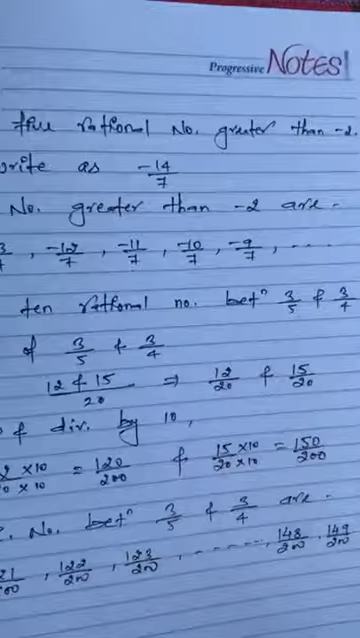 Progressive NOTES!
five rational No. greater than -2.
write as -14/7
No. greater than -2 are -
, -12/7, -11/7, -10/7, -9/7, ....
ten rational no. betⁿ 3/5 & 3/4
of 3/5 & 3/4
12 & 15/20 ⇒ 12/20 & 15/20
& div. by 10,
× 10/× 10 = 120/200 & 15×10/20×10 = 150/200
No. betⁿ 3/5 & 3/4 are -
, 122/200, 123/200, ......, 148/200, 149/200